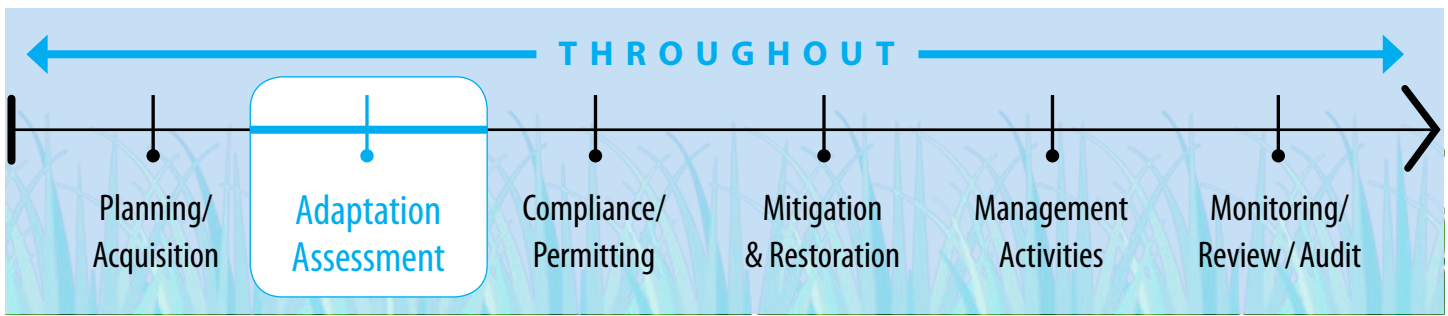 THROUGHOUT
Planning/
Acquisition
Adaptation
Assessment
Compliance/
Permitting
Mitigation
& Restoration
Management
Activities
Monitoring/
Review / Audit